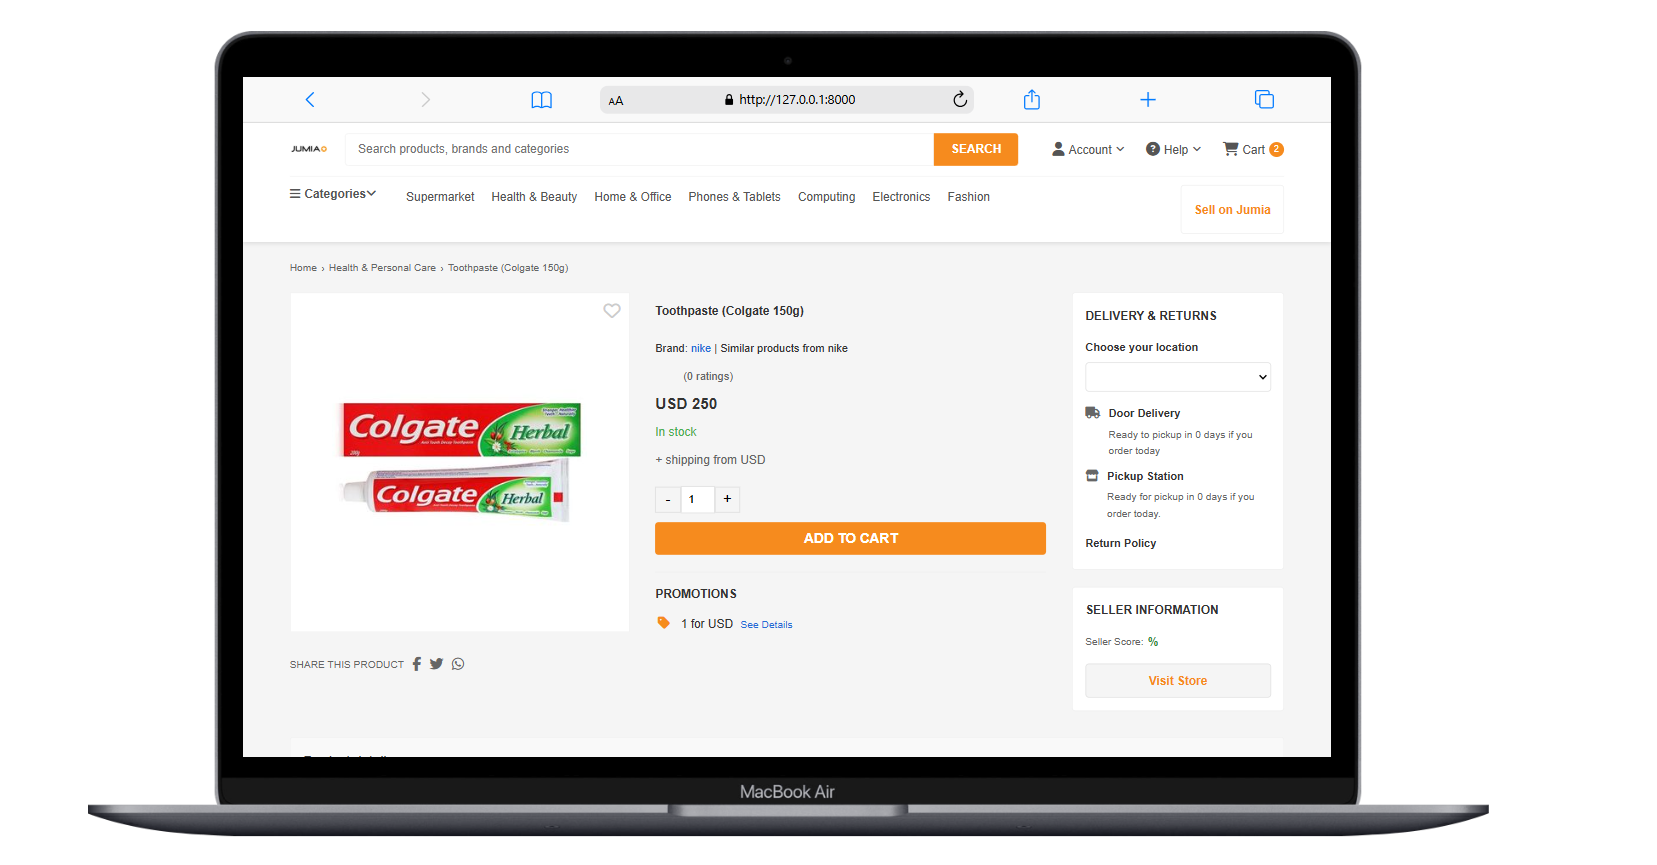 AA http://127.0.0.1:8000
JUMIA Search products, brands and categories SEARCH Account Help Cart 2
Categories Supermarket Health & Beauty Home & Office Phones & Tablets Computing Electronics Fashion
Sell on Jumia
Home › Health & Personal Care › Toothpaste (Colgate 150g)
Colgate
Herbal
Colgate
Herbal
SHARE THIS PRODUCT
Toothpaste (Colgate 150g)
Brand: nike | Similar products from nike
(0 ratings)
USD 250
In stock
+ shipping from USD
- 1 +
ADD TO CART
PROMOTIONS
1 for USD See Details
DELIVERY & RETURNS
Choose your location
Door Delivery
Ready to pickup in 0 days if you
order today
Pickup Station
Ready for pickup in 0 days if you
order today.
Return Policy
SELLER INFORMATION
Seller Score: %
Visit Store
MacBook Air